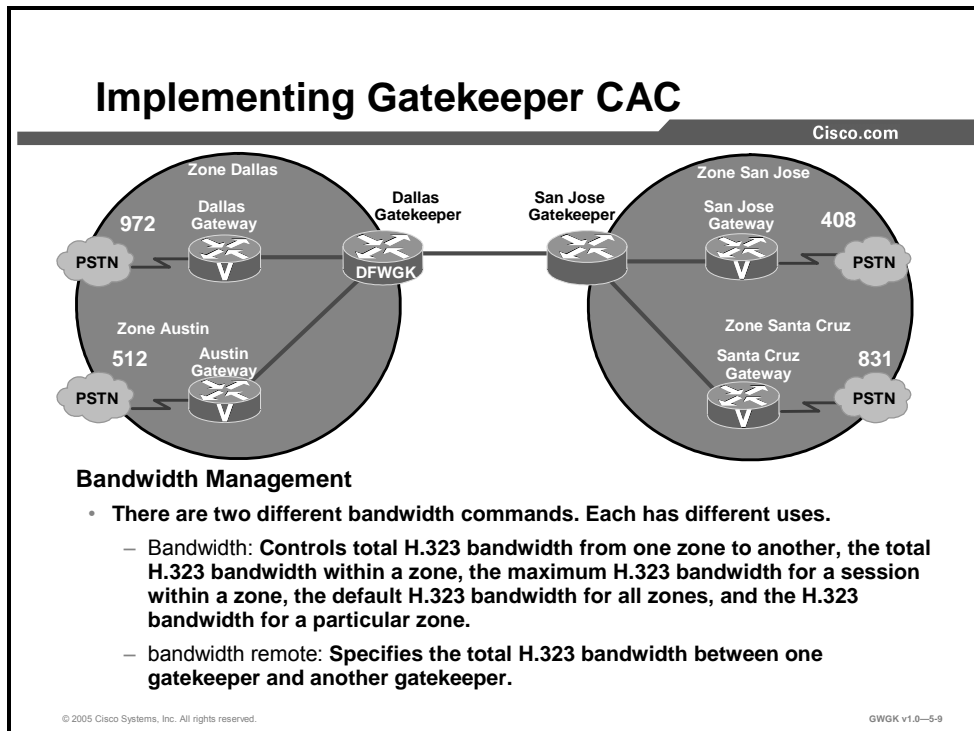 Implementing Gatekeeper CAC
Cisco.com
Zone Dallas
972
Dallas
Gateway
PSTN
V
Dallas
Gatekeeper
DFWGK
Zone Austin
512
Austin
Gateway
PSTN
V
San Jose
Gatekeeper
Zone San Jose
San Jose
Gateway
408
V
PSTN
Zone Santa Cruz
Santa Cruz
Gateway
831
V
PSTN
Bandwidth Management
• There are two different bandwidth commands. Each has different uses.
– Bandwidth: Controls total H.323 bandwidth from one zone to another, the total
H.323 bandwidth within a zone, the maximum H.323 bandwidth for a session
within a zone, the default H.323 bandwidth for all zones, and the H.323
bandwidth for a particular zone.
– bandwidth remote: Specifies the total H.323 bandwidth between one
gatekeeper and another gatekeeper.
© 2005 Cisco Systems, Inc. All rights reserved.
GWGK v1.0—5-9